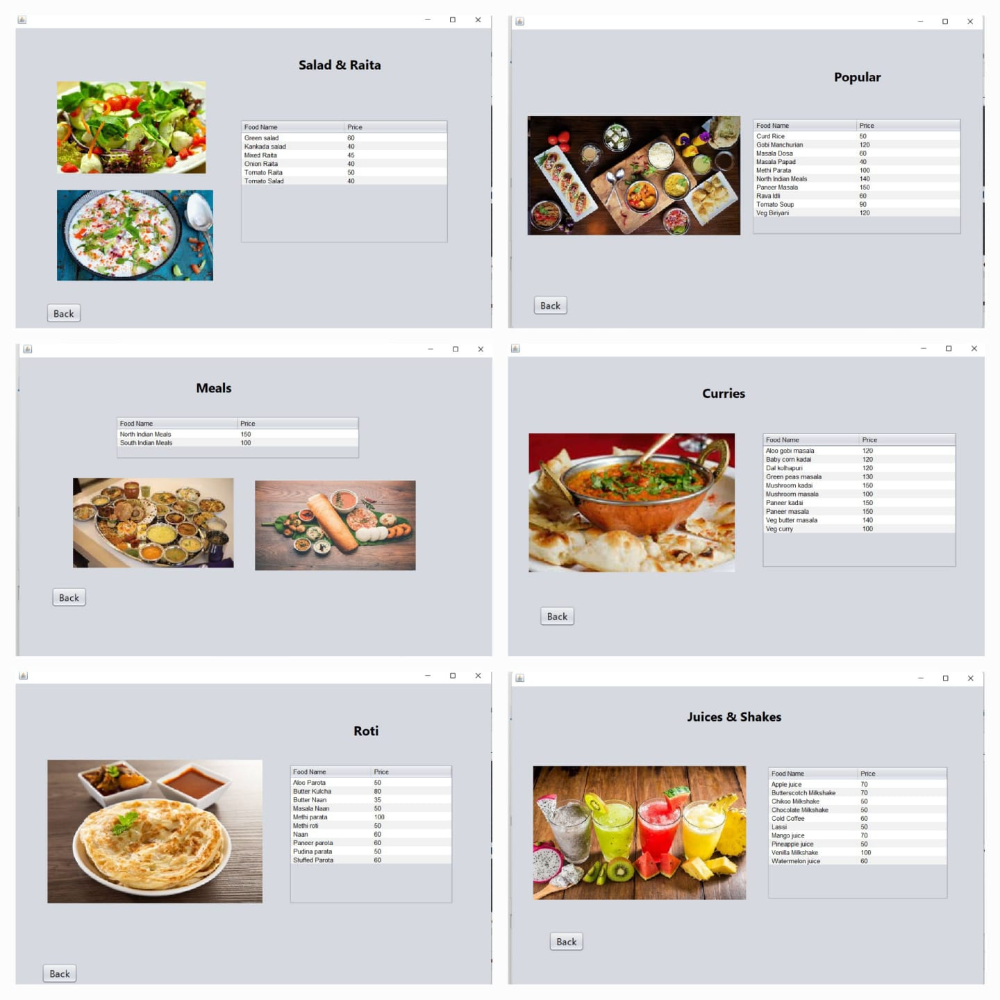 Salad & Raita
Food Name Price
Green salad 60
Kankada salad 40
Mixed Raita 45
Onion Raita 40
Tomato Raita 50
Tomato Salad 40
Back
Popular
Food Name Price
Curd Rice 50
Gobi Manchurian 120
Masala Dosa 60
Masala Papad 40
Methi Parata 100
North Indian Meals 140
Paneer Masala 150
Rava Idli 60
Tomato Soup 90
Veg Biriyani 120
Back
Meals
Food Name Price
North Indian Meals 150
South Indian Meals 100
Back
Curries
Food Name Price
Aloo gobi masala 120
Baby corn kadai 120
Dal kolhapuri 120
Green peas masala 130
Mushroom kadai 150
Mushroom masala 100
Paneer kadai 150
Paneer masala 150
Veg butter masala 140
Veg curry 100
Back
Roti
Food Name Price
Aloo Parota 50
Butter Kulcha 80
Butter Naan 35
Masala Naan 50
Methi parata 100
Methi roti 50
Naan 60
Paneer parota 60
Pudina parata 50
Stuffed Parota 60
Back
Juices & Shakes
Food Name Price
Apple juice 70
Butterscotch Milkshake 70
Chikoo Milkshake 50
Chocolate Milkshake 50
Cold Coffee 60
Lassi 50
Mango juice 70
Pineapple juice 50
Venilla Milkshake 100
Watermelon juice 60
Back